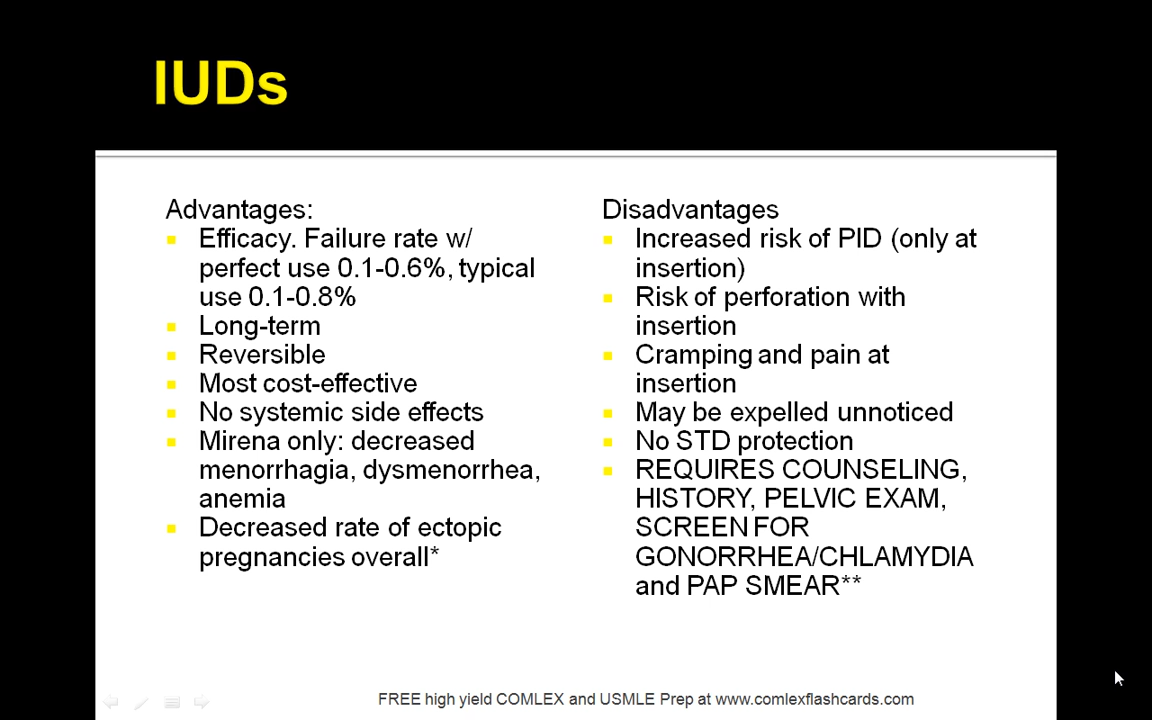 IUDs
Advantages:
Efficacy. Failure rate w/
perfect use 0.1-0.6%, typical
use 0.1-0.8%
Long-term
Reversible
Most cost-effective
No systemic side effects
Mirena only: decreased
menorrhagia, dysmenorrhea,
anemia
Decreased rate of ectopic
pregnancies overall*
Disadvantages
Increased risk of PID (only at
insertion)
Risk of perforation with
insertion
Cramping and pain at
insertion
May be expelled unnoticed
No STD protection
REQUIRES COUNSELING,
HISTORY, PELVIC EXAM,
SCREEN FOR
GONORRHEA/CHLAMYDIA
and PAP SMEAR**
FREE high yield COMLEX and USMLE Prep at www.comlexflashcards.com